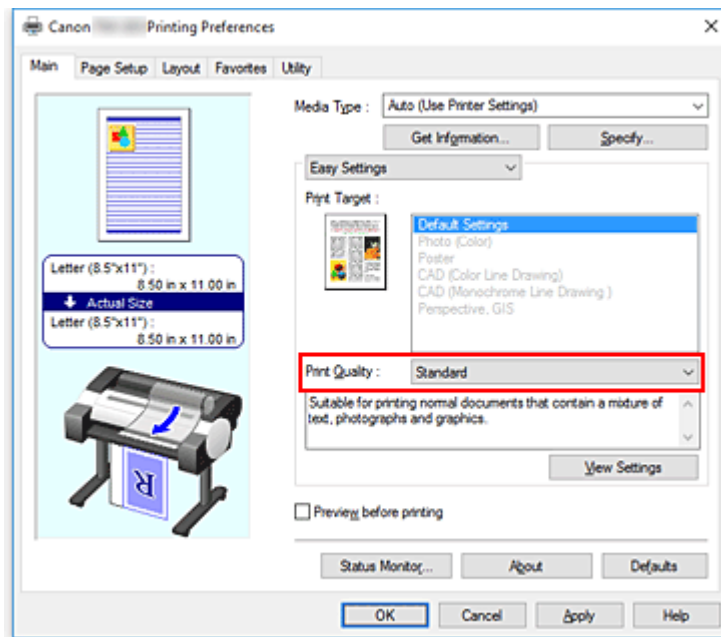 Canon Printing Preferences
Main Page Setup Layout Favorites Utility
Media Type : Auto (Use Printer Settings)
Get Information... Specify...
Easy Settings
Print Target :
Default Settings
Photo (Color)
Poster
CAD (Color Line Drawing)
CAD (Monochrome Line Drawing )
Perspective, GIS
Letter (8.5"x11") :
8.50 in x 11.00 in
Actual Size
Letter (8.5"x11") :
8.50 in x 11.00 in
R
Print Quality : Standard
Suitable for printing normal documents that contain a mixture of
text, photographs and graphics.
View Settings
Preview before printing
Status Monitor... About Defaults
OK Cancel Apply Help